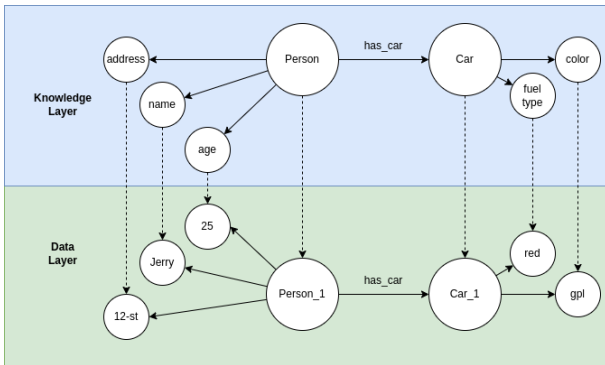 address
Person
has_car
Car
color
Knowledge
Layer
name
fuel
type
age
Data
Layer
25
Jerry
red
12-st
Person_1
has_car
Car_1
gpl